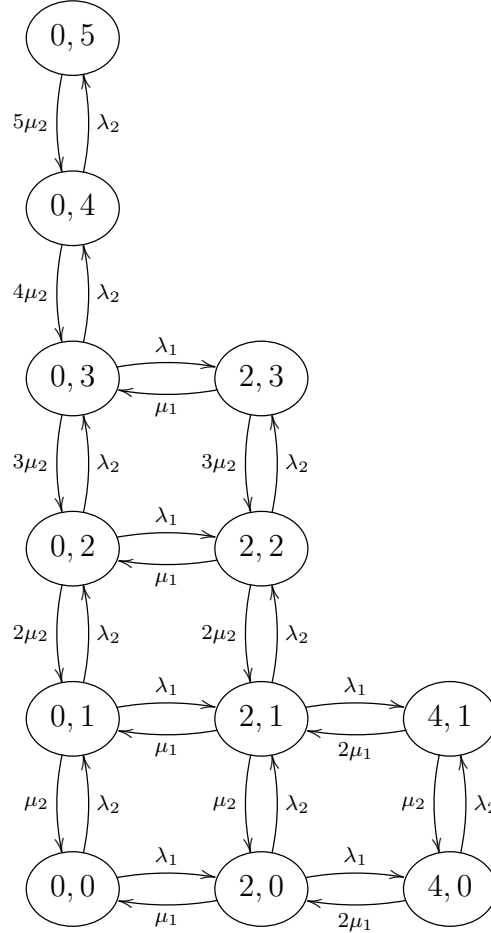 0, 5
5μ₂ λ₂
0, 4
4μ₂ λ₂
0, 3 λ₁ μ₁ 2, 3
3μ₂ λ₂ 3μ₂ λ₂
0, 2 λ₁ μ₁ 2, 2
2μ₂ λ₂ 2μ₂ λ₂
0, 1 λ₁ μ₁ 2, 1 λ₁ 2μ₁ 4, 1
μ₂ λ₂ μ₂ λ₂ μ₂ λ₂
0, 0 λ₁ μ₁ 2, 0 λ₁ 2μ₁ 4, 0